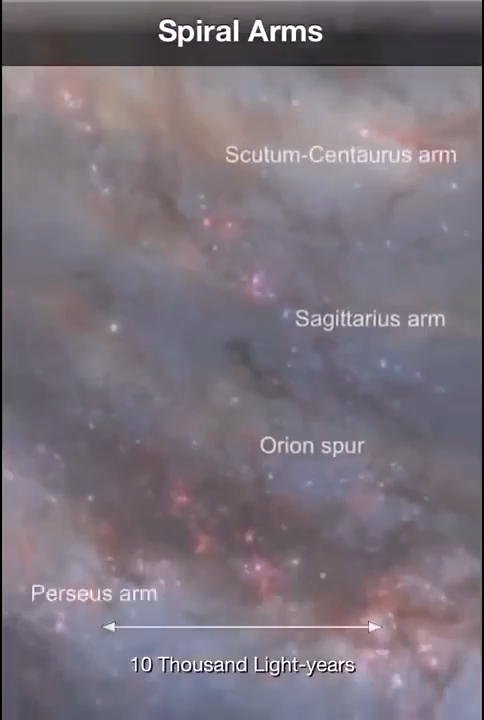 Spiral Arms
Scutum-Centaurus arm
Sagittarius arm
Orion spur
Perseus arm
10 Thousand Light-years